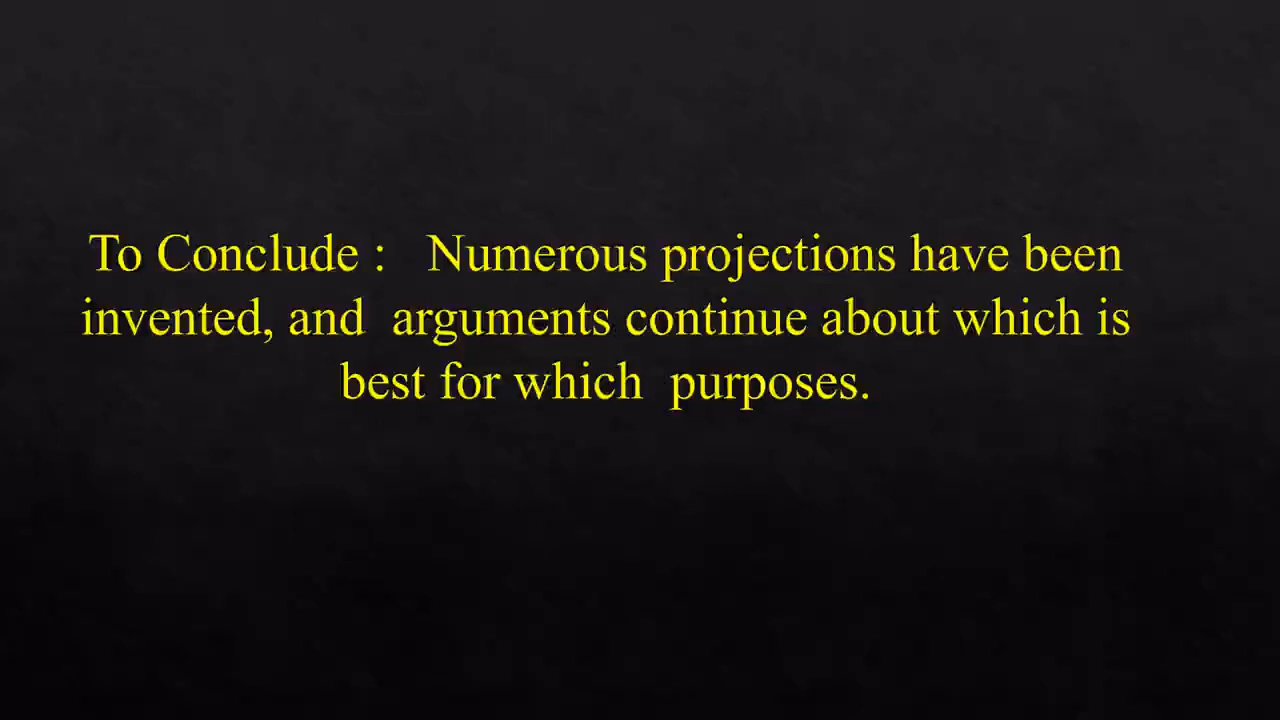 To Conclude :   Numerous projections have been
invented, and  arguments continue about which is
best for which  purposes.